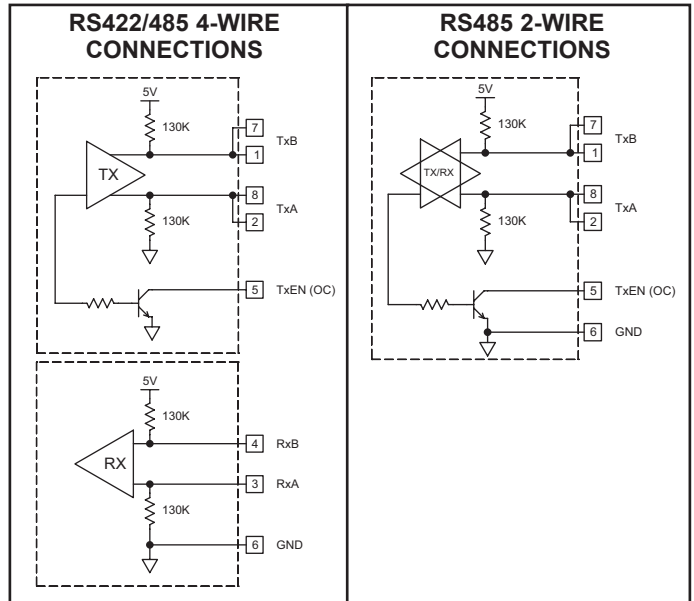 RS422/485 4-WIRE
CONNECTIONS
5V
130K
7
TxB
1
TX
8
TxA
2
130K
5 TxEN (OC)
5V
130K
4 RxB
RX
3 RxA
130K
6 GND
RS485 2-WIRE
CONNECTIONS
5V
130K
7
TxB
1
TX/RX
8
TxA
2
130K
5 TxEN (OC)
6 GND